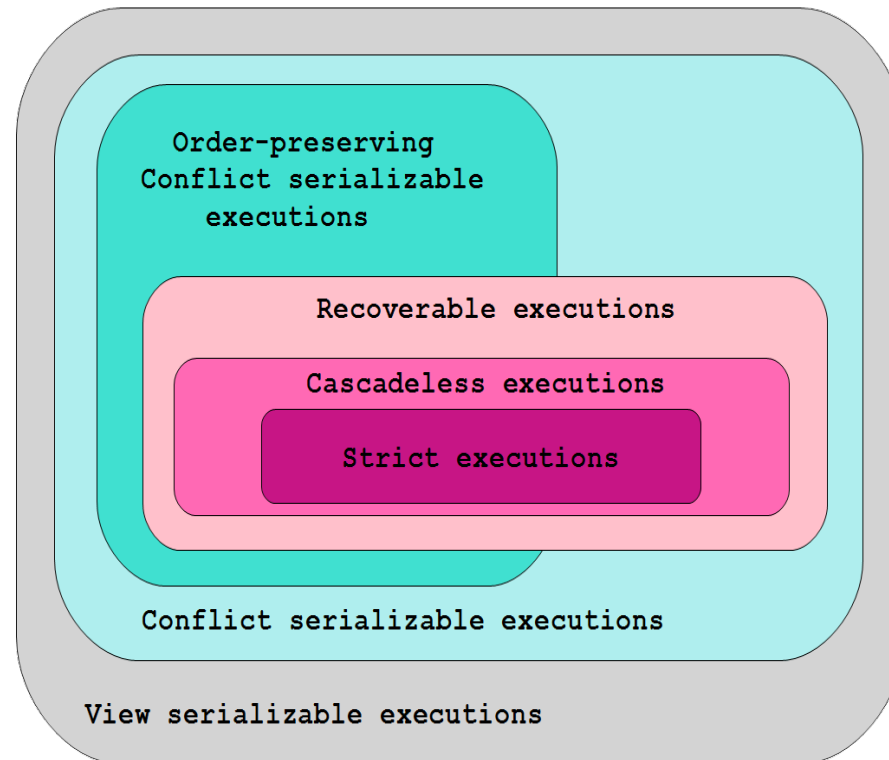 Order-preserving
Conflict serializable
executions
Recoverable executions
Cascadeless executions
Strict executions
Conflict serializable executions
View serializable executions